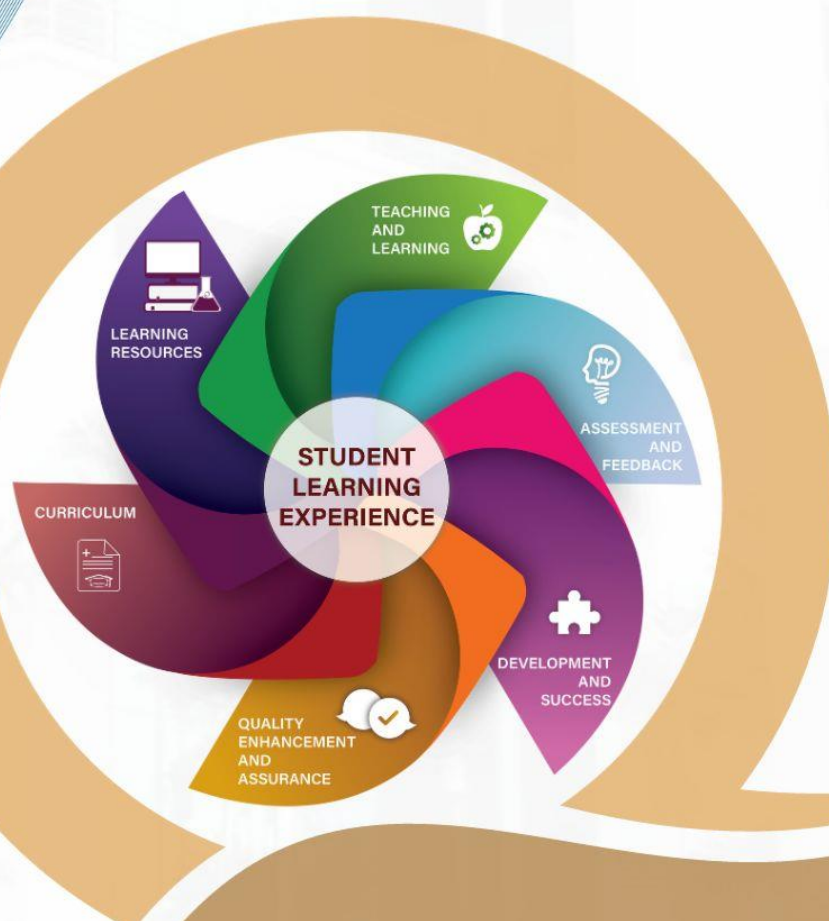 TEACHING
AND
LEARNING
ASSESSMENT
AND
FEEDBACK
DEVELOPMENT
AND
SUCCESS
QUALITY
ENHANCEMENT
AND
ASSURANCE
CURRICULUM
LEARNING
RESOURCES
STUDENT
LEARNING
EXPERIENCE